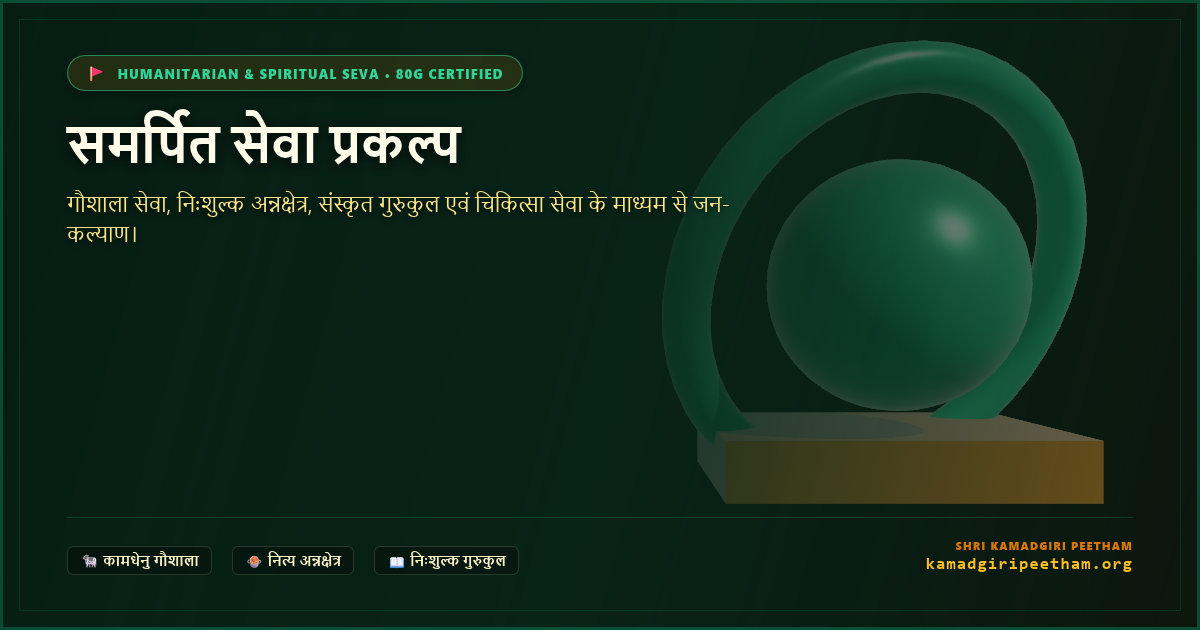 HUMANITARIAN & SPIRITUAL SEVA • 80G CERTIFIED
समर्पित सेवा प्रकल्प
गौशाला सेवा, निःशुल्क अन्नक्षेत्र, संस्कृत गुरुकुल एवं चिकित्सा सेवा के माध्यम से जन-
कल्याण।
कामधेनु गौशाला
नित्य अन्नक्षेत्र
निःशुल्क गुरुकुल
SHRI KAMADGIRI PEETHAM
kamadgiripeetham.org